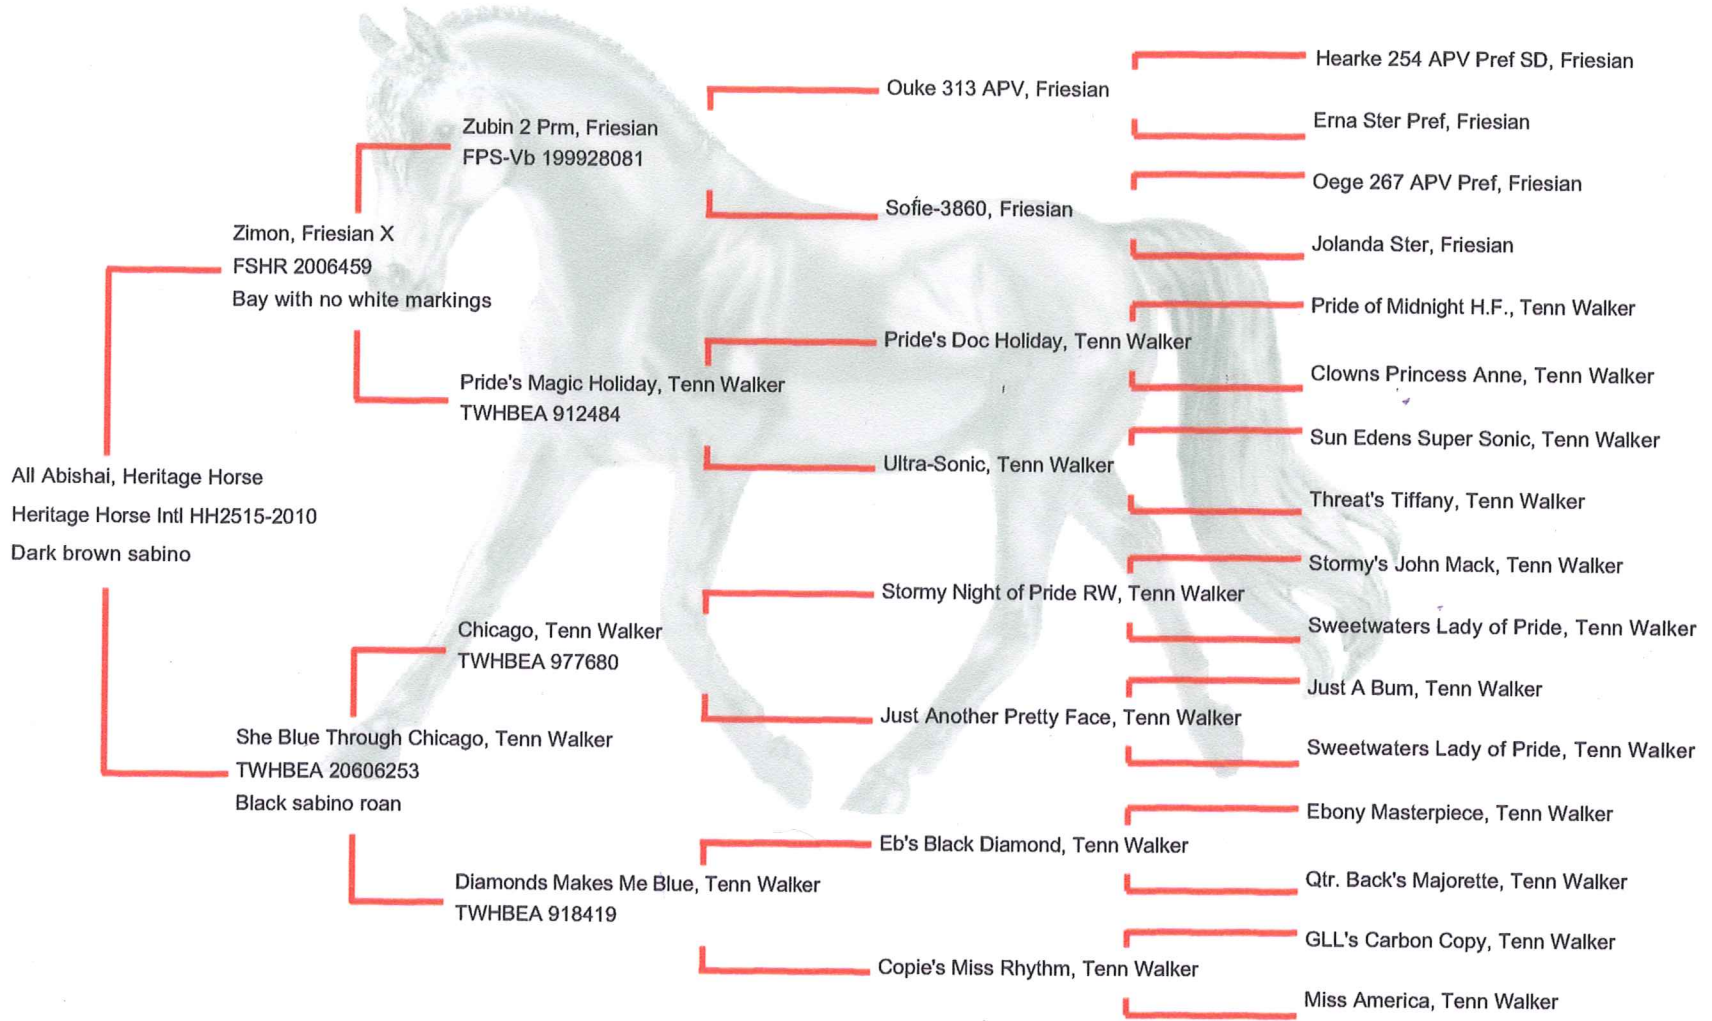 All Abishai, Heritage Horse
Heritage Horse Intl HH2515-2010
Dark brown sabino
Zimon, Friesian X
FSHR 2006459
Bay with no white markings
She Blue Through Chicago, Tenn Walker
TWHBEA 20606253
Black sabino roan
Zubin 2 Prm, Friesian
FPS-Vb 199928081
Pride's Magic Holiday, Tenn Walker
TWHBEA 912484
Chicago, Tenn Walker
TWHBEA 977680
Diamonds Makes Me Blue, Tenn Walker
TWHBEA 918419
Ouke 313 APV, Friesian
Sofie-3860, Friesian
Pride's Doc Holiday, Tenn Walker
Ultra-Sonic, Tenn Walker
Stormy Night of Pride RW, Tenn Walker
Just Another Pretty Face, Tenn Walker
Eb's Black Diamond, Tenn Walker
Copie's Miss Rhythm, Tenn Walker
Hearke 254 APV Pref SD, Friesian
Erna Ster Pref, Friesian
Oege 267 APV Pref, Friesian
Jolanda Ster, Friesian
Pride of Midnight H.F., Tenn Walker
Clowns Princess Anne, Tenn Walker
Sun Edens Super Sonic, Tenn Walker
Threat's Tiffany, Tenn Walker
Stormy's John Mack, Tenn Walker
Sweetwaters Lady of Pride, Tenn Walker
Just A Bum, Tenn Walker
Sweetwaters Lady of Pride, Tenn Walker
Ebony Masterpiece, Tenn Walker
Qtr. Back's Majorette, Tenn Walker
GLL's Carbon Copy, Tenn Walker
Miss America, Tenn Walker